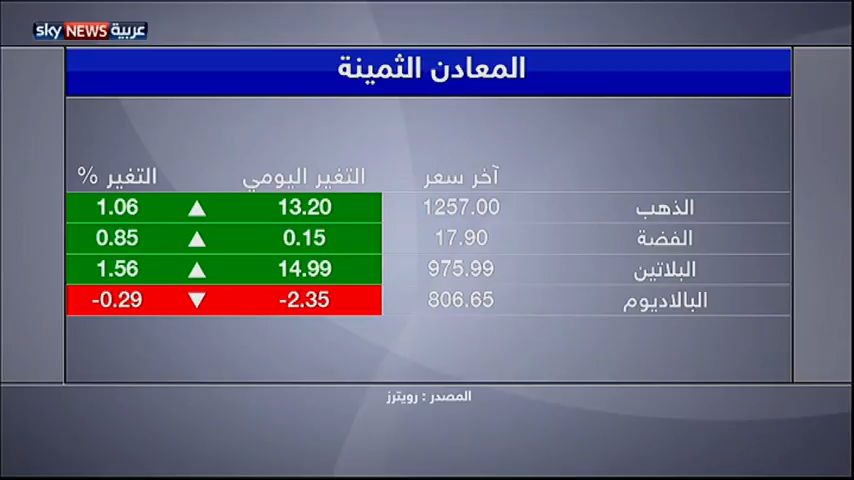 sky NEWS عربية
المعادن الثمينة
آخر سعر التغير اليومي التغير %
الذهب 1257.00 13.20 ▲ 1.06
الفضة 17.90 0.15 ▲ 0.85
البلاتين 975.99 14.99 ▲ 1.56
البالاديوم 806.65 -2.35 ▼ -0.29
المصدر : رويترز